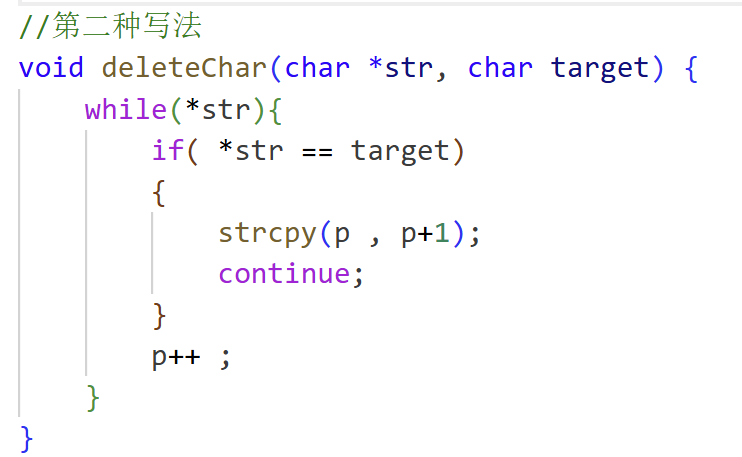 //第二种写法
void deleteChar(char *str, char target) {
    while(*str){
        if( *str == target)
        {
            strcpy(p , p+1);
            continue;
        }
        p++ ;
    }
}